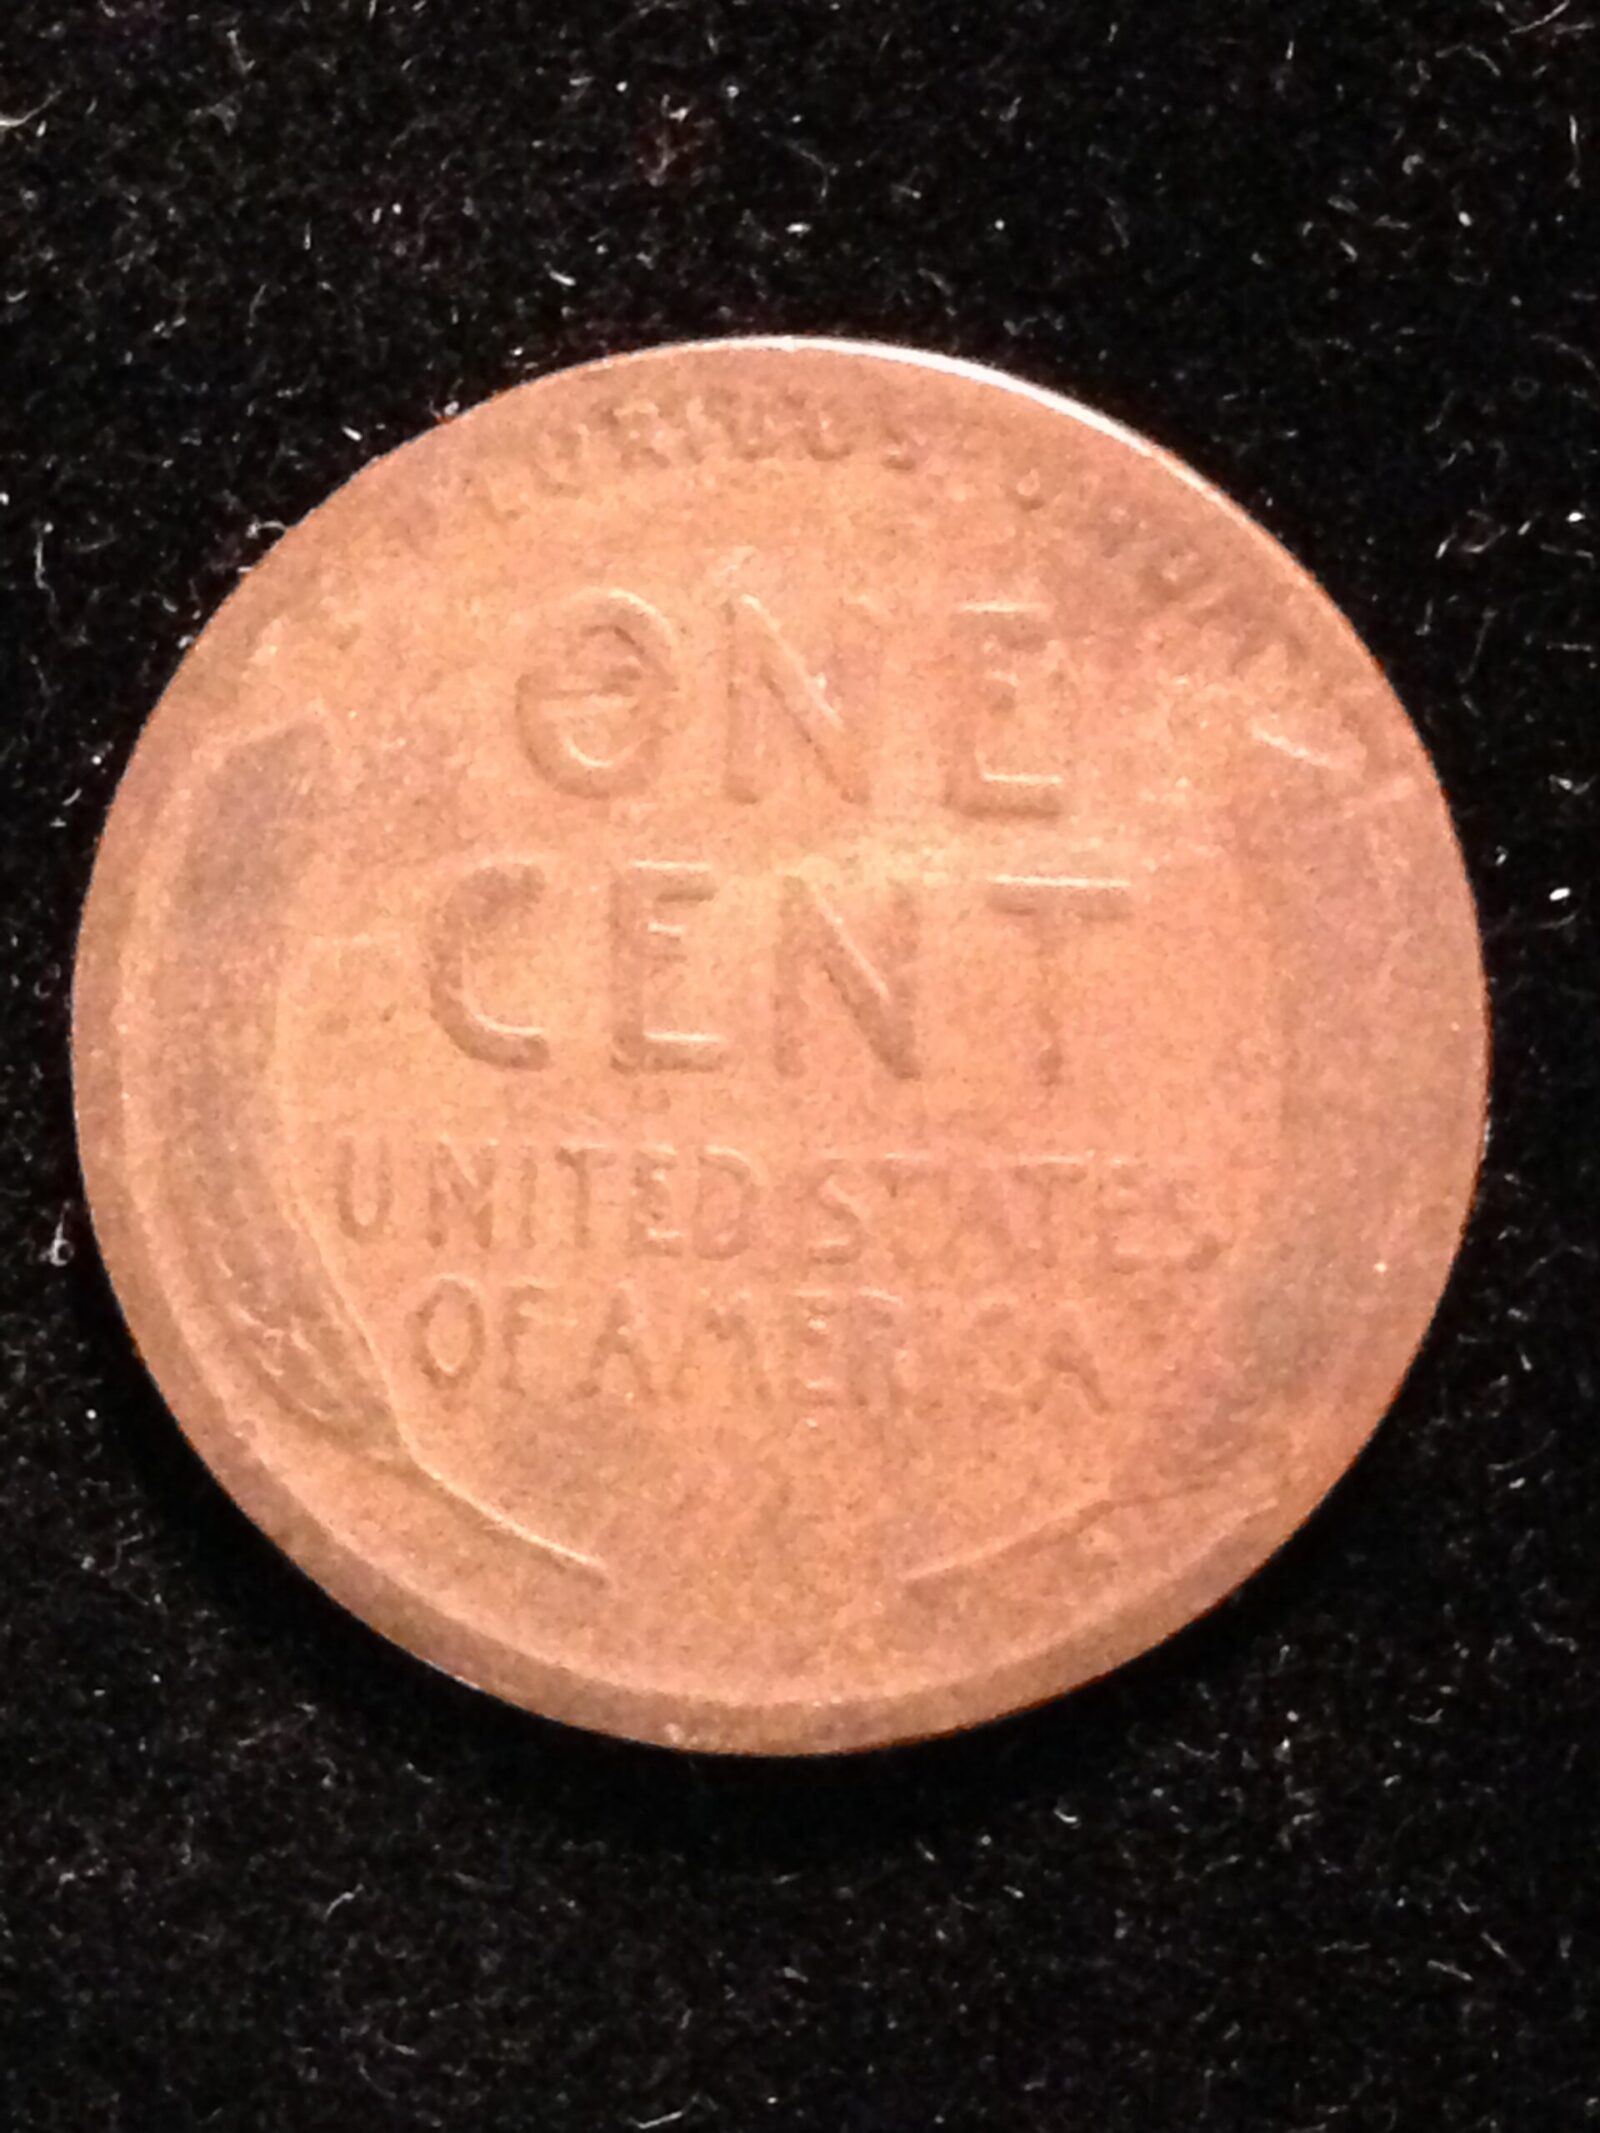 ONE
CENT
UNITED STATES
OF AMERICA